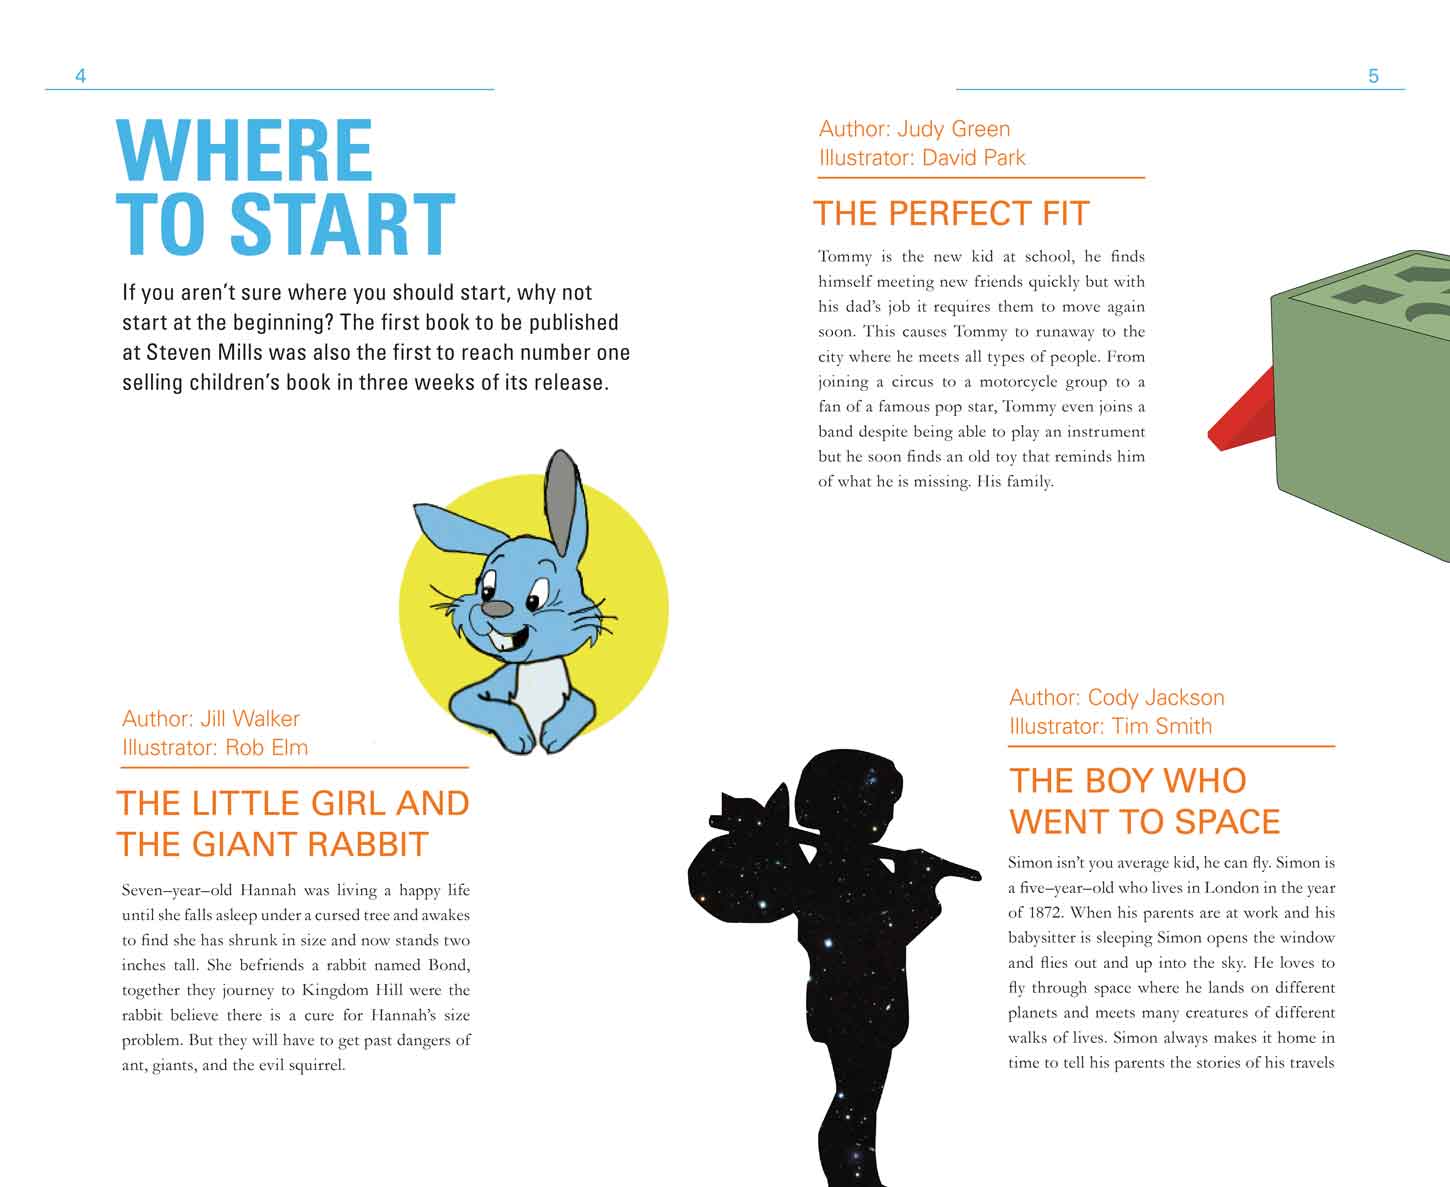 4
WHERE
TO START
If you aren’t sure where you should start, why not
start at the beginning? The first book to be published
at Steven Mills was also the first to reach number one
selling children’s book in three weeks of its release.
Author: Jill Walker
Illustrator: Rob Elm
THE LITTLE GIRL AND
THE GIANT RABBIT
Seven–year–old Hannah was living a happy life
until she falls asleep under a cursed tree and awakes
to find she has shrunk in size and now stands two
inches tall. She befriends a rabbit named Bond,
together they journey to Kingdom Hill were the
rabbit believe there is a cure for Hannah’s size
problem. But they will have to get past dangers of
ant, giants, and the evil squirrel.
5
Author: Judy Green
Illustrator: David Park
THE PERFECT FIT
Tommy is the new kid at school, he finds
himself meeting new friends quickly but with
his dad’s job it requires them to move again
soon. This causes Tommy to runaway to the
city where he meets all types of people. From
joining a circus to a motorcycle group to a
fan of a famous pop star, Tommy even joins a
band despite being able to play an instrument
but he soon finds an old toy that reminds him
of what he is missing. His family.
Author: Cody Jackson
Illustrator: Tim Smith
THE BOY WHO
WENT TO SPACE
Simon isn’t you average kid, he can fly. Simon is
a five–year–old who lives in London in the year
of 1872. When his parents are at work and his
babysitter is sleeping Simon opens the window
and flies out and up into the sky. He loves to
fly through space where he lands on different
planets and meets many creatures of different
walks of lives. Simon always makes it home in
time to tell his parents the stories of his travels